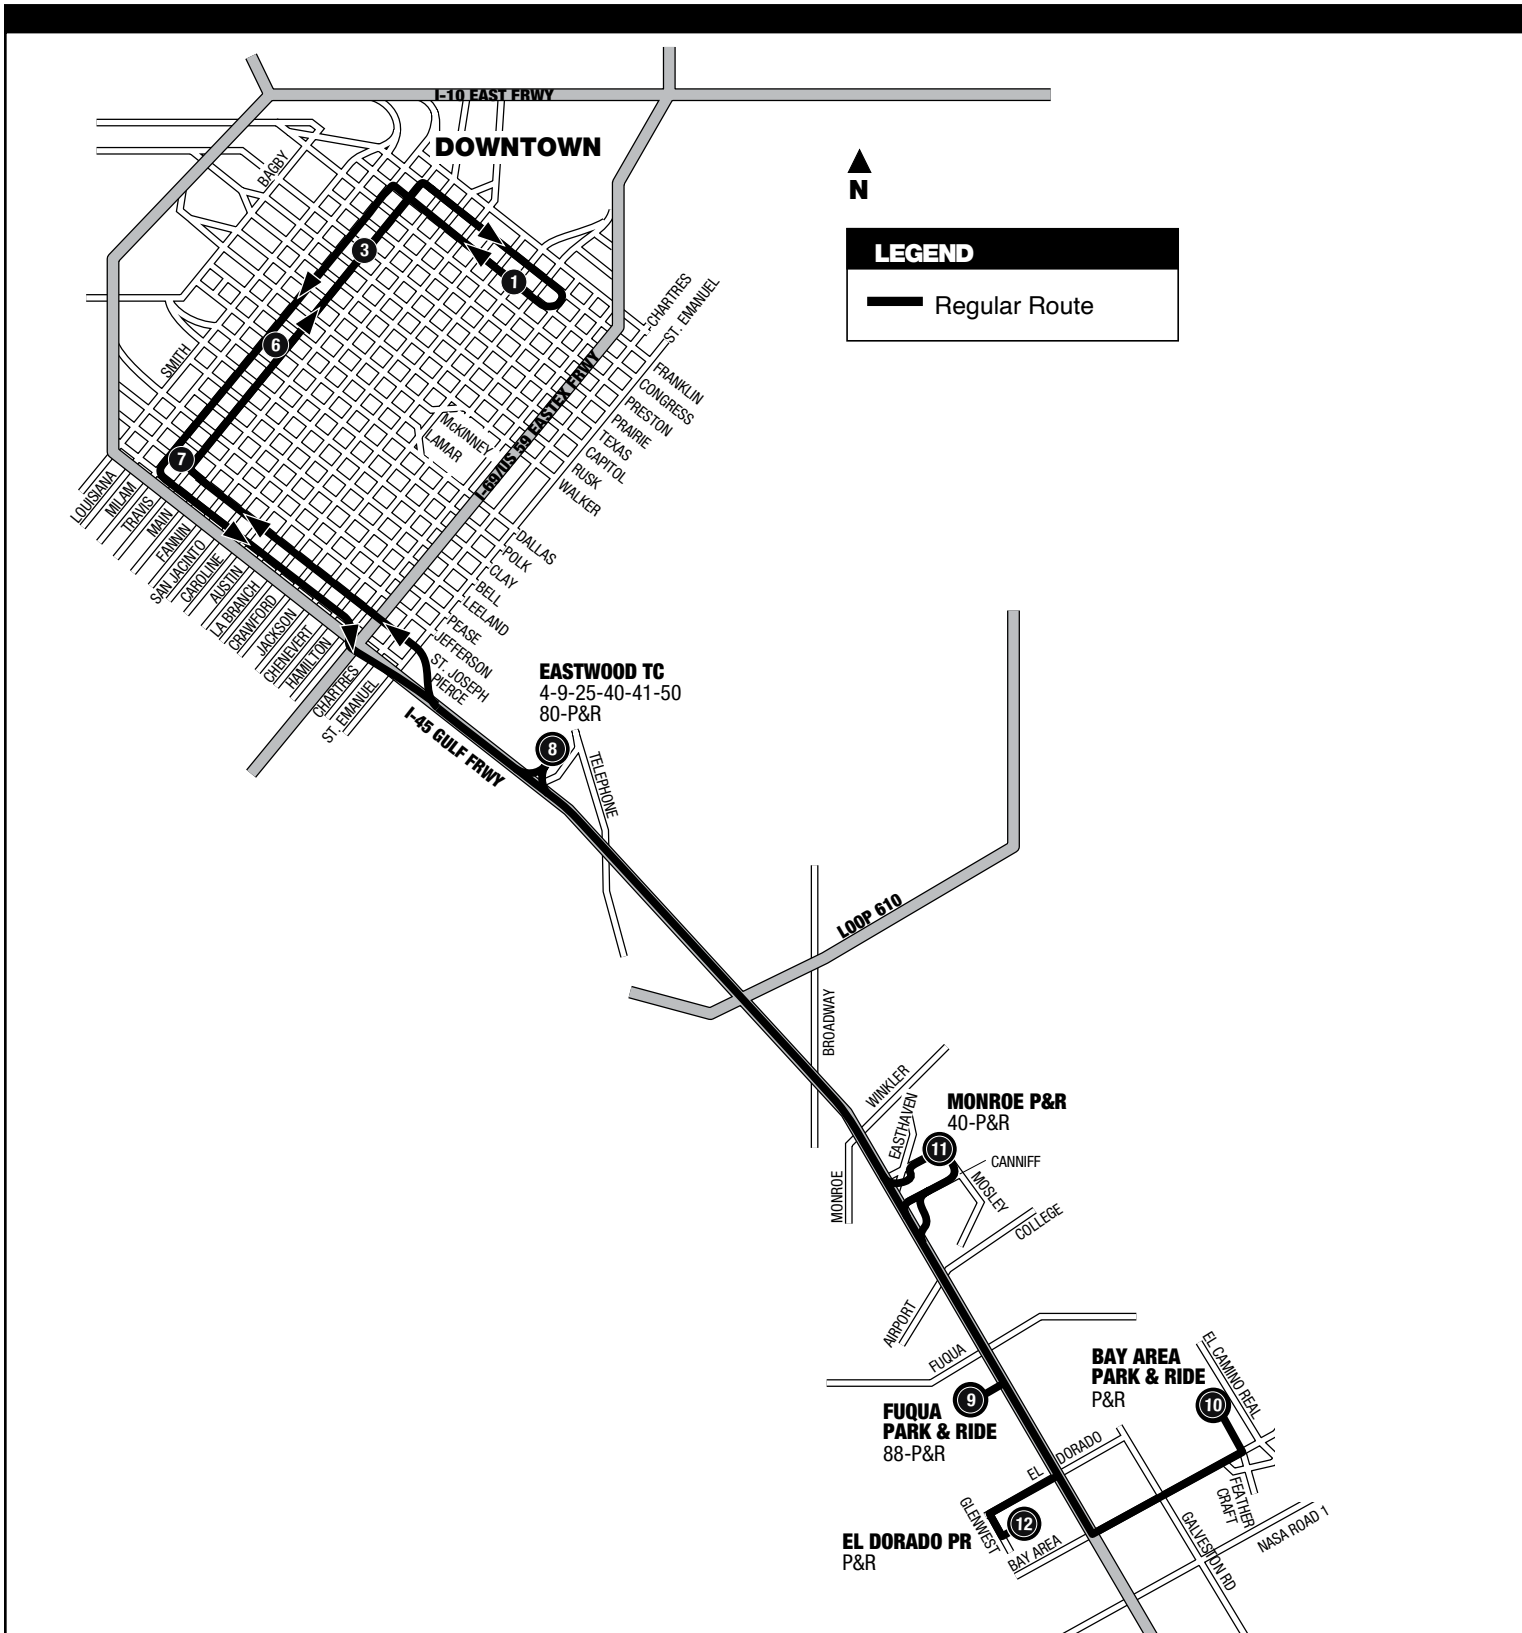 I-10 EAST FRWY
DOWNTOWN
BAGBY
N
LEGEND
Regular Route
3
1
6
7
SMITH
CHARTRES
ST. EMANUEL
FRANKLIN
CONGRESS
PRESTON
PRAIRIE
TEXAS
CAPITOL
RUSK
WALKER
McKINNEY
LAMAR
I-69/US 59 EASTEX FRWY
DALLAS
POLK
CLAY
BELL
LEELAND
PEASE
JEFFERSON
ST. JOSEPH
PIERCE
LOUISIANA
MILAM
TRAVIS
MAIN
FANNIN
SAN JACINTO
CAROLINE
AUSTIN
LA BRANCH
CRAWFORD
JACKSON
CHENEVERT
HAMILTON
CHARTRES
ST. EMANUEL
I-45 GULF FRWY
EASTWOOD TC
4-9-25-40-41-50
80-P&R
8
TELEPHONE
LOOP 610
BROADWAY
WINKLER
EASTHAVEN
MONROE P&R
40-P&R
11
CANNIFF
MOSLEY
MONROE
COLLEGE
AIRPORT
FUQUA
9
FUQUA
PARK & RIDE
88-P&R
BAY AREA
PARK & RIDE
P&R
10
EL CAMINO REAL
EL DORADO
GLENWEST
12
EL DORADO PR
P&R
BAY AREA
FEATHER
CRAFT
GALVESTON RD
NASA ROAD 1